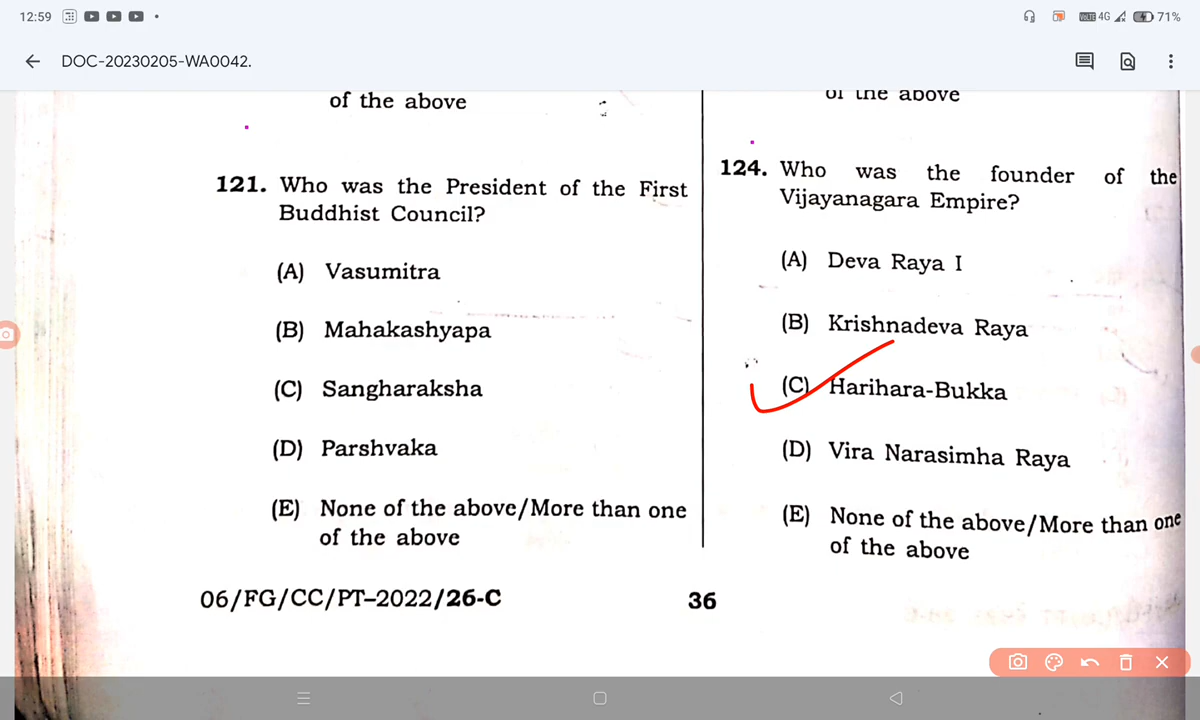 12:59
VoLTE 4G 71%
DOC-20230205-WA0042.
of the above
121. Who was the President of the First
Buddhist Council?
(A) Vasumitra
(B) Mahakashyapa
(C) Sangharaksha
(D) Parshvaka
(E) None of the above/More than one
of the above
06/FG/CC/PT–2022/26-C
36
of the above
124. Who was the founder of the
Vijayanagara Empire?
(A) Deva Raya I
(B) Krishnadeva Raya
(C) Harihara-Bukka
(D) Vira Narasimha Raya
(E) None of the above/More than one
of the above